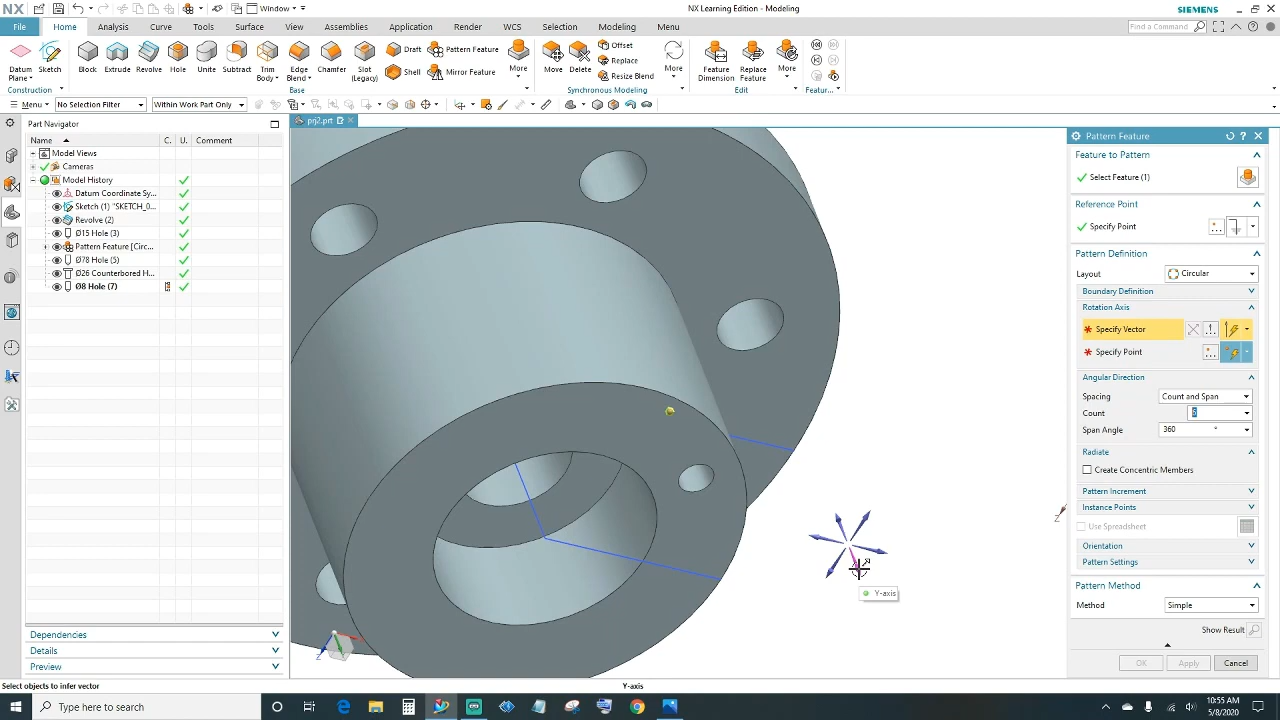 NX
Window
NX Learning Edition - Modeling
SIEMENS
File
Home
Analysis
Curve
Tools
Surface
Assemblies
Application
Render
WCS
Selection
Modeling
Menu
Find a Command
Datum Plane
Sketch
Block
Extrude
Revolve
Hole
Unite
Subtract
Trim Body
Edge Blend
Chamfer
Slot (Legacy)
Draft
Shell
Pattern Feature
Mirror Feature
More
Move
Delete
Offset
Replace
Resize Blend
More
Feature Dimension
Replace Feature
More
Construction
Base
Synchronous Modeling
Edit
Featur...
Menu
No Selection Filter
Within Work Part Only
Part Navigator
prj2.prt
Name
C.
U.
Comment
Model Views
Cameras
Model History
Datum Coordinate Sy...
Sketch (1) "SKETCH_0...
Revolve (2)
Ø15 Hole (3)
Pattern Feature [Circ...
Ø78 Hole (5)
Ø26 Counterbored H...
Ø8 Hole (7)
Dependencies
Details
Preview
Z
Z
Y-axis
Pattern Feature
Feature to Pattern
Select Feature (1)
Reference Point
Specify Point
Pattern Definition
Layout
Circular
Boundary Definition
Rotation Axis
Specify Vector
Specify Point
Angular Direction
Spacing
Count and Span
Count
Span Angle
360
°
Radiate
Create Concentric Members
Pattern Increment
Instance Points
Use Spreadsheet
Orientation
Pattern Settings
Pattern Method
Method
Simple
Show Result
OK
Apply
Cancel
Select objects to infer vector
Y-axis
Type here to search
10:55 AM
5/8/2020